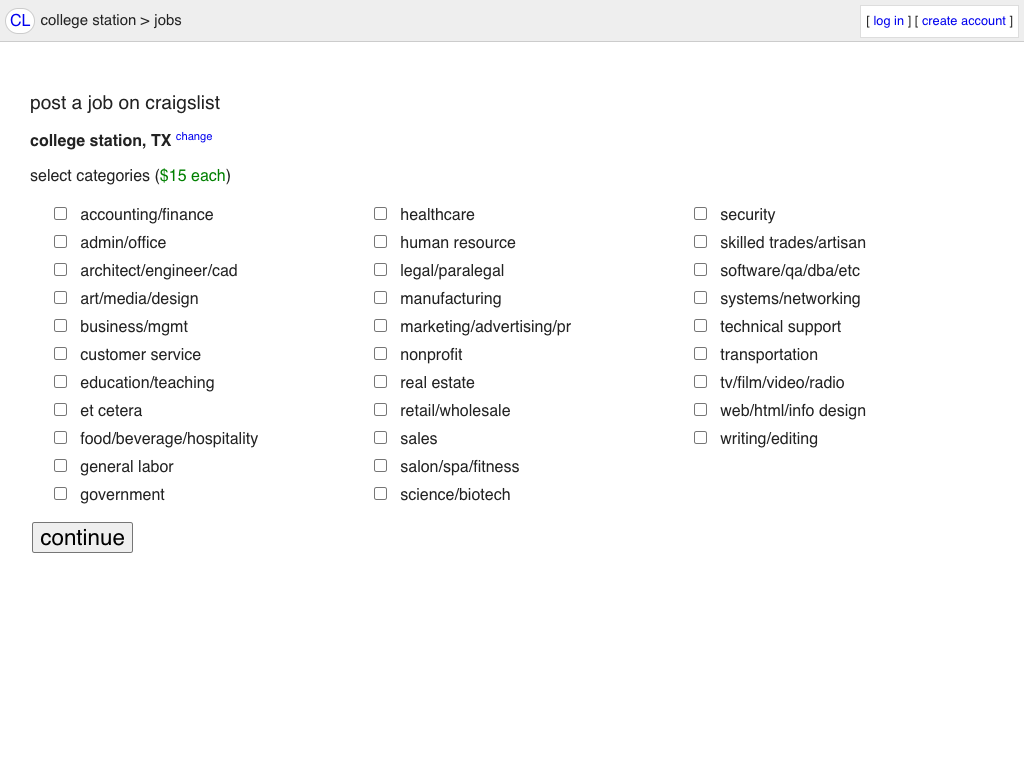 CL college station > jobs [ log in ] [ create account ]
post a job on craigslist
college station, TX change
select categories ($15 each)
accounting/finance
admin/office
architect/engineer/cad
art/media/design
business/mgmt
customer service
education/teaching
et cetera
food/beverage/hospitality
general labor
government
healthcare
human resource
legal/paralegal
manufacturing
marketing/advertising/pr
nonprofit
real estate
retail/wholesale
sales
salon/spa/fitness
science/biotech
security
skilled trades/artisan
software/qa/dba/etc
systems/networking
technical support
transportation
tv/film/video/radio
web/html/info design
writing/editing
continue